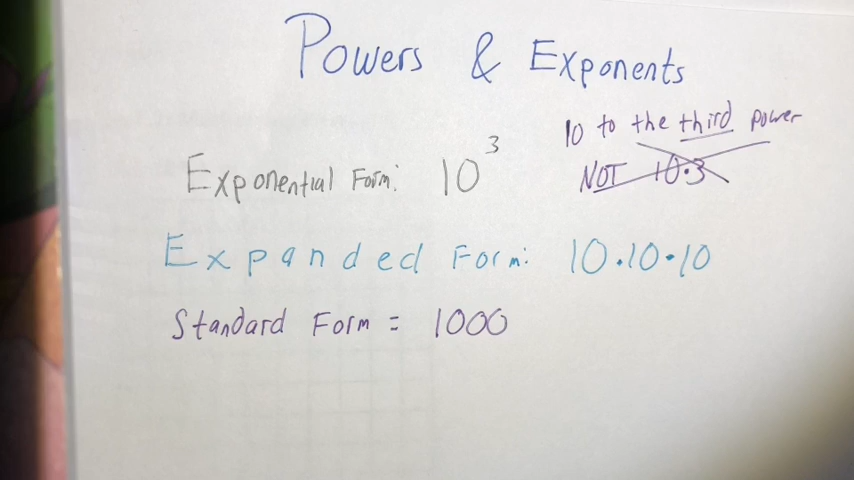 Powers & Exponents
10 to the third power
Exponential Form: 10³
NOT 10·3
Expanded Form: 10·10·10
Standard Form = 1000